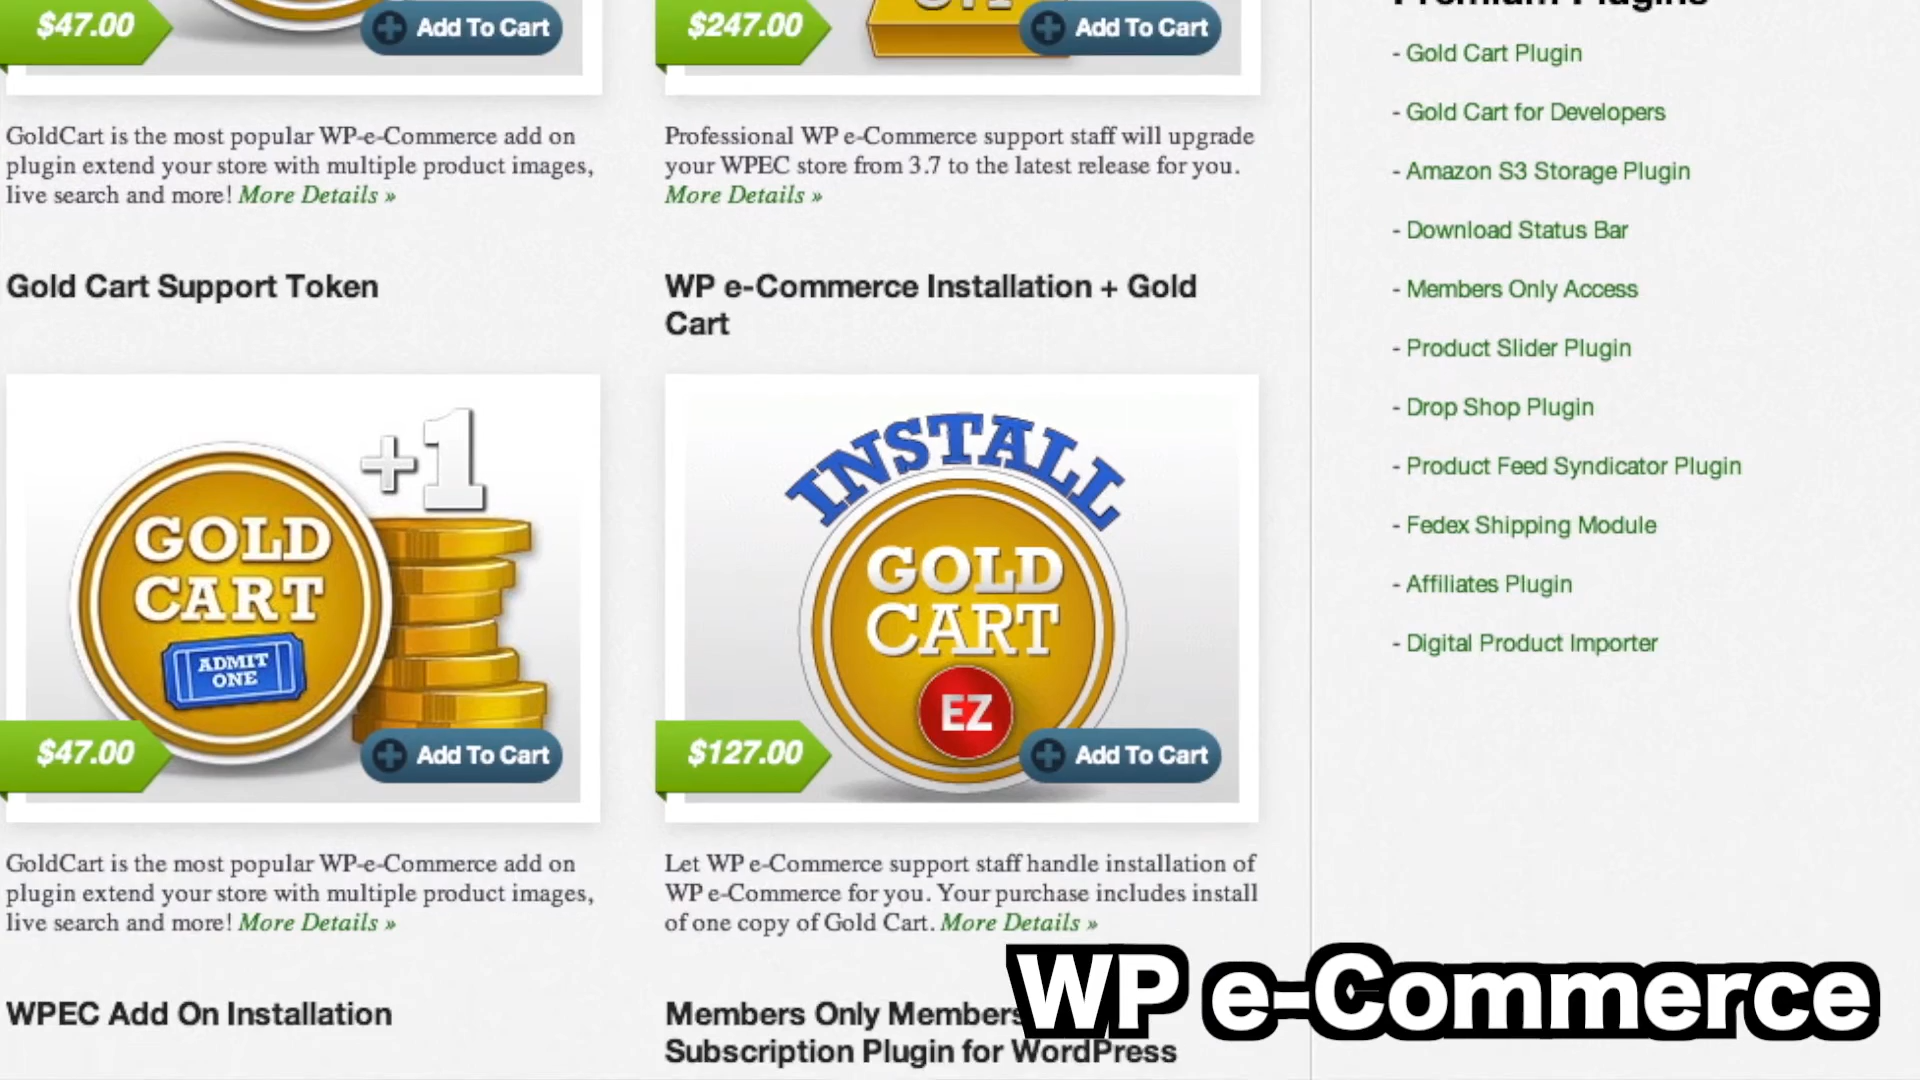 $47.00
Add To Cart
$247.00
Add To Cart
GoldCart is the most popular WP-e-Commerce add on
plugin extend your store with multiple product images,
live search and more! More Details »
Professional WP e-Commerce support staff will upgrade
your WPEC store from 3.7 to the latest release for you.
More Details »
Gold Cart Support Token
WP e-Commerce Installation + Gold
Cart
+1
GOLD
CART
ADMIT
ONE
$47.00
Add To Cart
INSTALL
GOLD
CART
EZ
$127.00
Add To Cart
GoldCart is the most popular WP-e-Commerce add on
plugin extend your store with multiple product images,
live search and more! More Details »
Let WP e-Commerce support staff handle installation of
WP e-Commerce for you. Your purchase includes install
of one copy of Gold Cart. More Details »
WPEC Add On Installation
Members Only Members
Subscription Plugin for WordPress
Premium Plugins
- Gold Cart Plugin
- Gold Cart for Developers
- Amazon S3 Storage Plugin
- Download Status Bar
- Members Only Access
- Product Slider Plugin
- Drop Shop Plugin
- Product Feed Syndicator Plugin
- Fedex Shipping Module
- Affiliates Plugin
- Digital Product Importer
WP e-Commerce